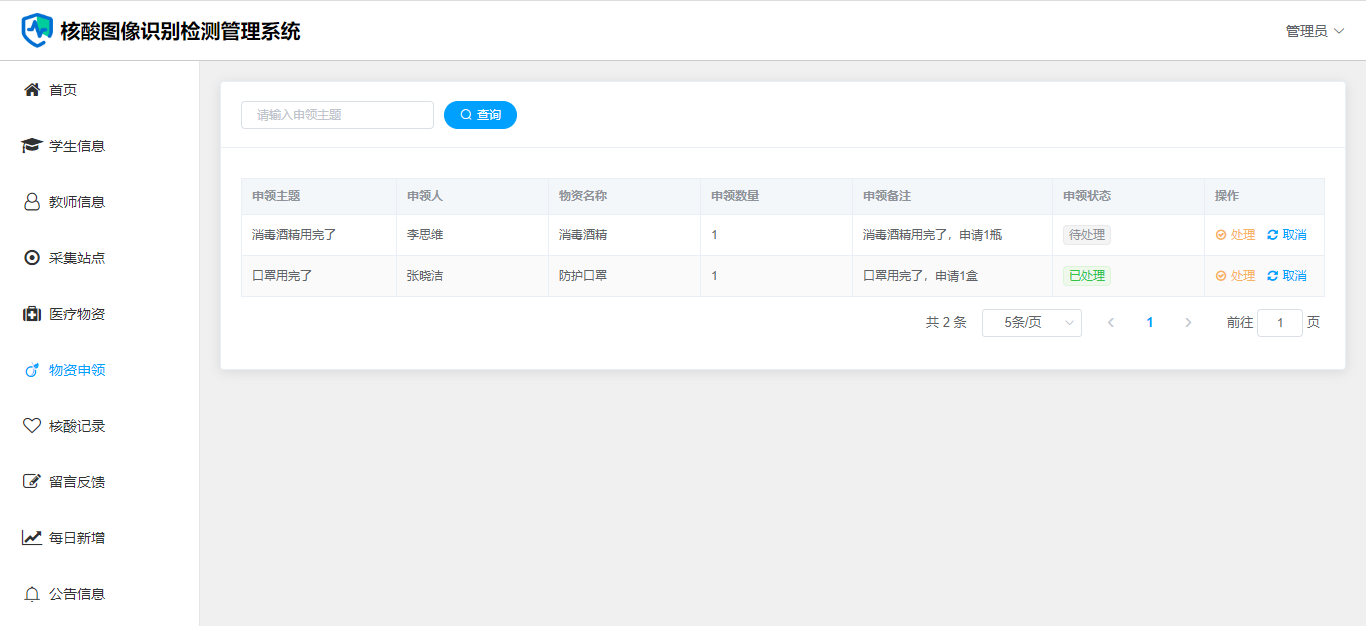 核酸图像识别检测管理系统
管理员
首页
学生信息
教师信息
采集站点
医疗物资
物资申领
核酸记录
留言反馈
每日新增
公告信息
请输入申领主题
查询
申领主题 申领人 物资名称 申领数量 申领备注 申领状态 操作
消毒酒精用完了 李思维 消毒酒精 1 消毒酒精用完了，申请1瓶 待处理 处理 取消
口罩用完了 张晓洁 防护口罩 1 口罩用完了，申请1盒 已处理 处理 取消
共 2 条 5条/页 1 前往 1 页